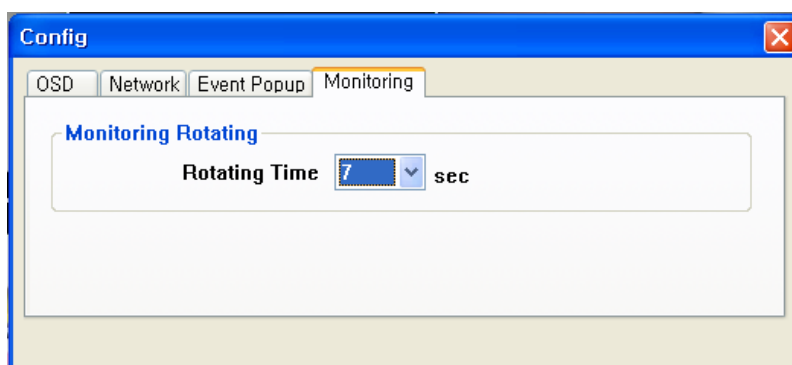 Config
OSD Network Event Popup Monitoring
Monitoring Rotating
Rotating Time 7 sec